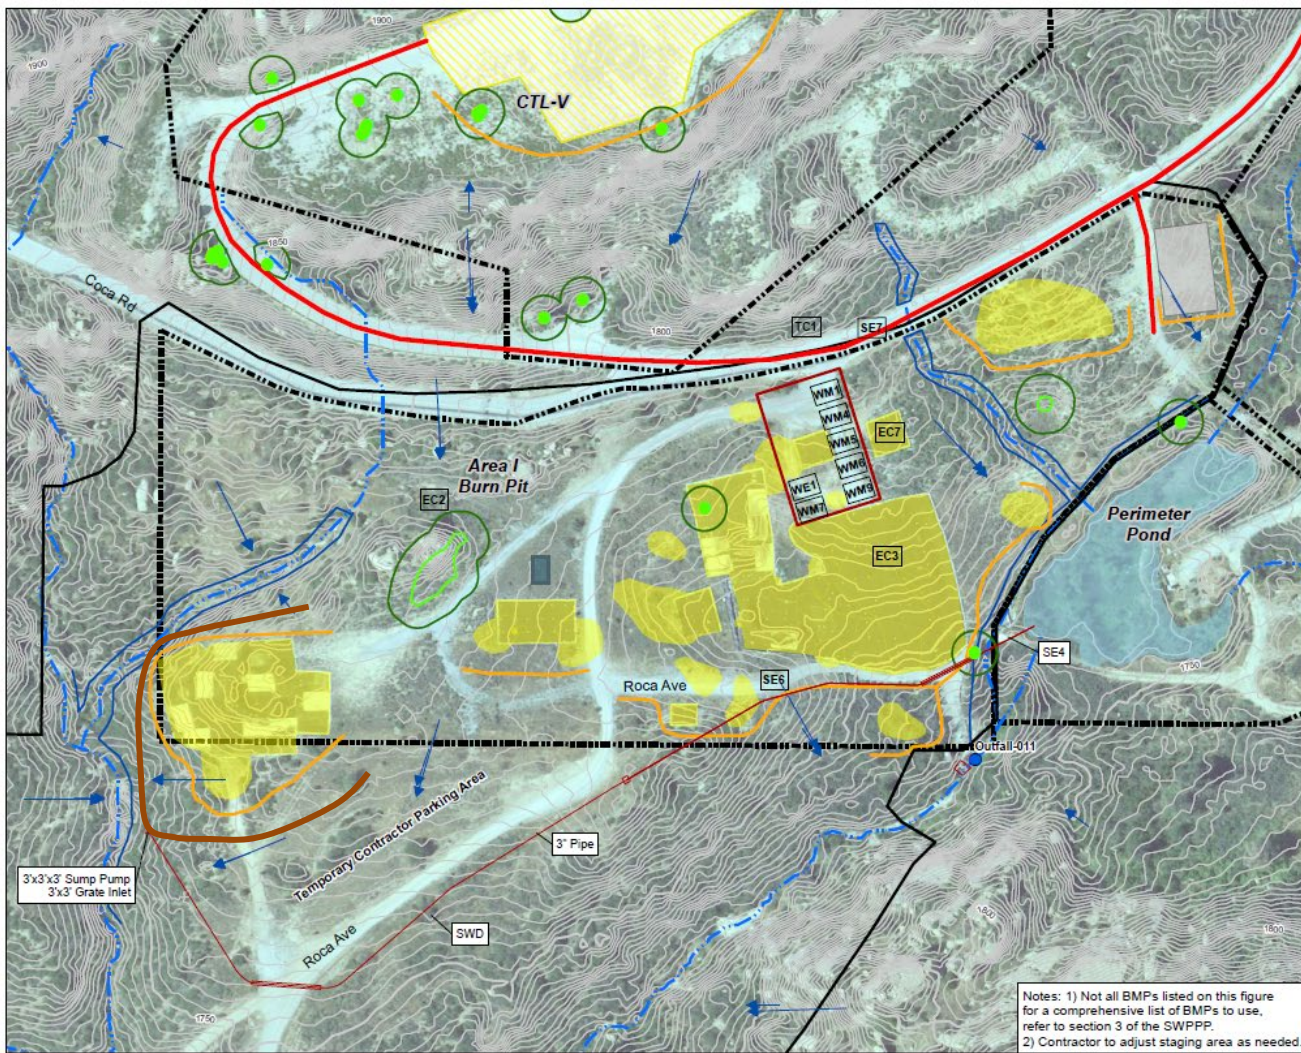 1900
1900
CTL-V
1850
Coca Rd
1800
TC1
SE7
WM1
WM4
WM5
EC7
WM6
WE1
WM9
WM7
Area I
Burn Pit
EC2
EC3
Perimeter
Pond
SE4
1750
Roca Ave
SE6
Outfall-011
Temporary Contractor Parking Area
3" Pipe
3'x3'x3' Sump Pump
3'x3' Grate Inlet
SWD
Roca Ave
1800
1800
1750
Notes: 1) Not all BMPs listed on this figure
for a comprehensive list of BMPs to use,
refer to section 3 of the SWPPP.
2) Contractor to adjust staging area as needed.